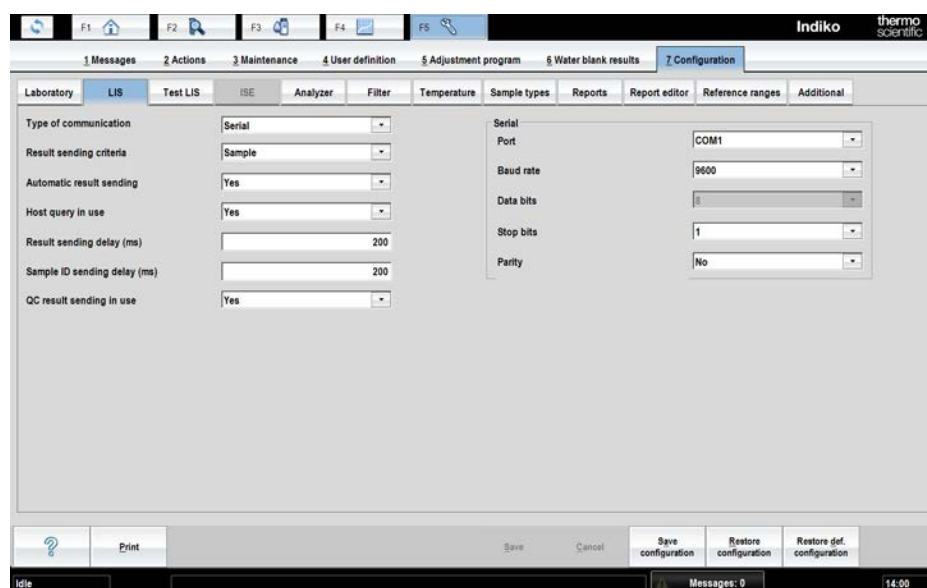 F1 F2 F3 F4 F5 Indiko thermo scientific
1 Messages 2 Actions 3 Maintenance 4 User definition 5 Adjustment program 6 Water blank results 7 Configuration
Laboratory LIS Test LIS ISE Analyzer Filter Temperature Sample types Reports Report editor Reference ranges Additional
Type of communication Serial
Result sending criteria Sample
Automatic result sending Yes
Host query in use Yes
Result sending delay (ms) 200
Sample ID sending delay (ms) 200
QC result sending in use Yes
Serial
Port COM1
Baud rate 9600
Data bits 8
Stop bits 1
Parity No
? Print Save Cancel Save configuration Restore configuration Restore def. configuration
Idle Messages: 0 14:00